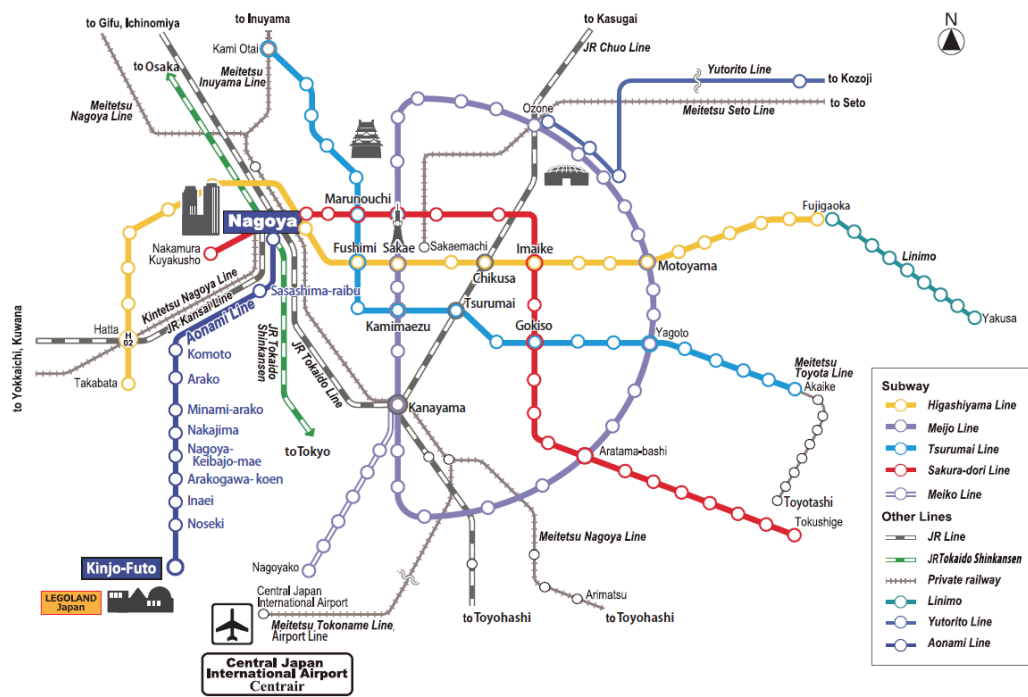 to Gifu, Ichinomiya
to Inuyama
to Kasugai
N
Kami Otai
JR Chuo Line
to Osaka
Meitsetsu
Inuyama Line
Yutorito Line
to Kozoji
Meitetsu
Nagoya Line
Ozone
Meitetsu Seto Line
to Seto
Marunouchi
Fujigaoka
Nagoya
Nakamura
Kuyakusho
Fushimi
Sakae
Sakaemachi
Imaike
Chikusa
Motoyama
Linimo
Kintetsu Nagoya Line
JR Kansai Line
Sasashima-raibu
Tsurumai
Yakusa
Aonami Line
Kamimaezu
Gokiso
Yagoto
Hatta
H
02
JR Tokaido
Shinkansen
JR Tokaido Line
to Yokkaichi, Kuwana
Komoto
Meitetsu
Toyota Line
Takabata
Arako
Akaike
Minami-arako
Kanayama
Nakajima
to Tokyo
Nagoya-
Keibajo-mae
Aratama-bashi
Arakogawa-koen
Inaei
Toyotashi
Noseki
Tokushige
Meitetsu Nagoya Line
Kinjo-Futo
Nagoyako
LEGOLAND
Japan
Central Japan
International Airport
Arimatsu
Meitetsu Tokoname Line,
Airport Line
to Toyohashi
to Toyohashi
Central Japan
International Airport
Centrair
Subway
Higashiyama Line
Meijo Line
Tsurumai Line
Sakura-dori Line
Meiko Line
Other Lines
JR Line
JRTokaido Shinkansen
Private railway
Linimo
Yutorito Line
Aonami Line